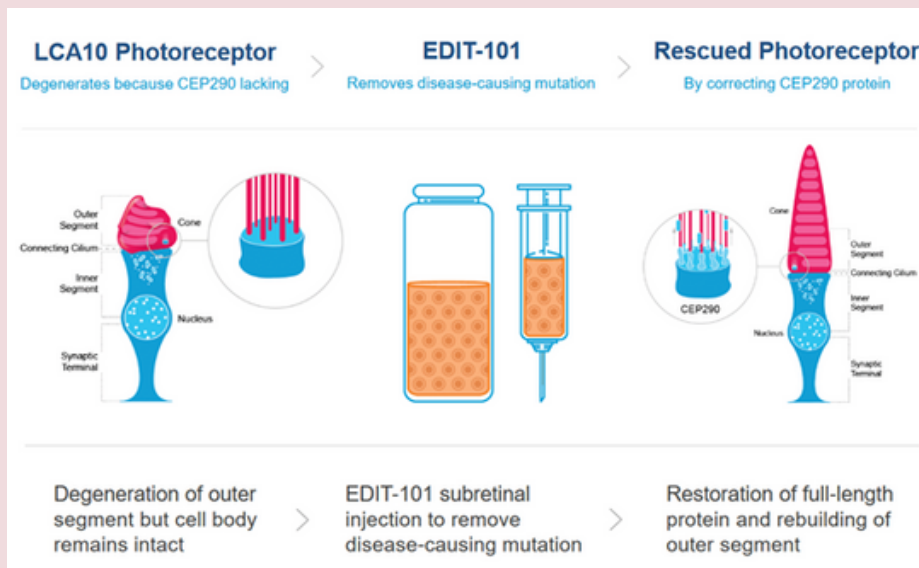 LCA10 Photoreceptor
Degenerates because CEP290 lacking
EDIT-101
Removes disease-causing mutation
Rescued Photoreceptor
By correcting CEP290 protein
Outer
Segment
Cone
Connecting Cilium
Inner
Segment
Nucleus
Synaptic
Terminal
CEP290
Cone
Outer
Segment
Connecting Cilium
Inner
Segment
Nucleus
Synaptic
Terminal
Degeneration of outer
segment but cell body
remains intact
EDIT-101 subretinal
injection to remove
disease-causing mutation
Restoration of full-length
protein and rebuilding of
outer segment